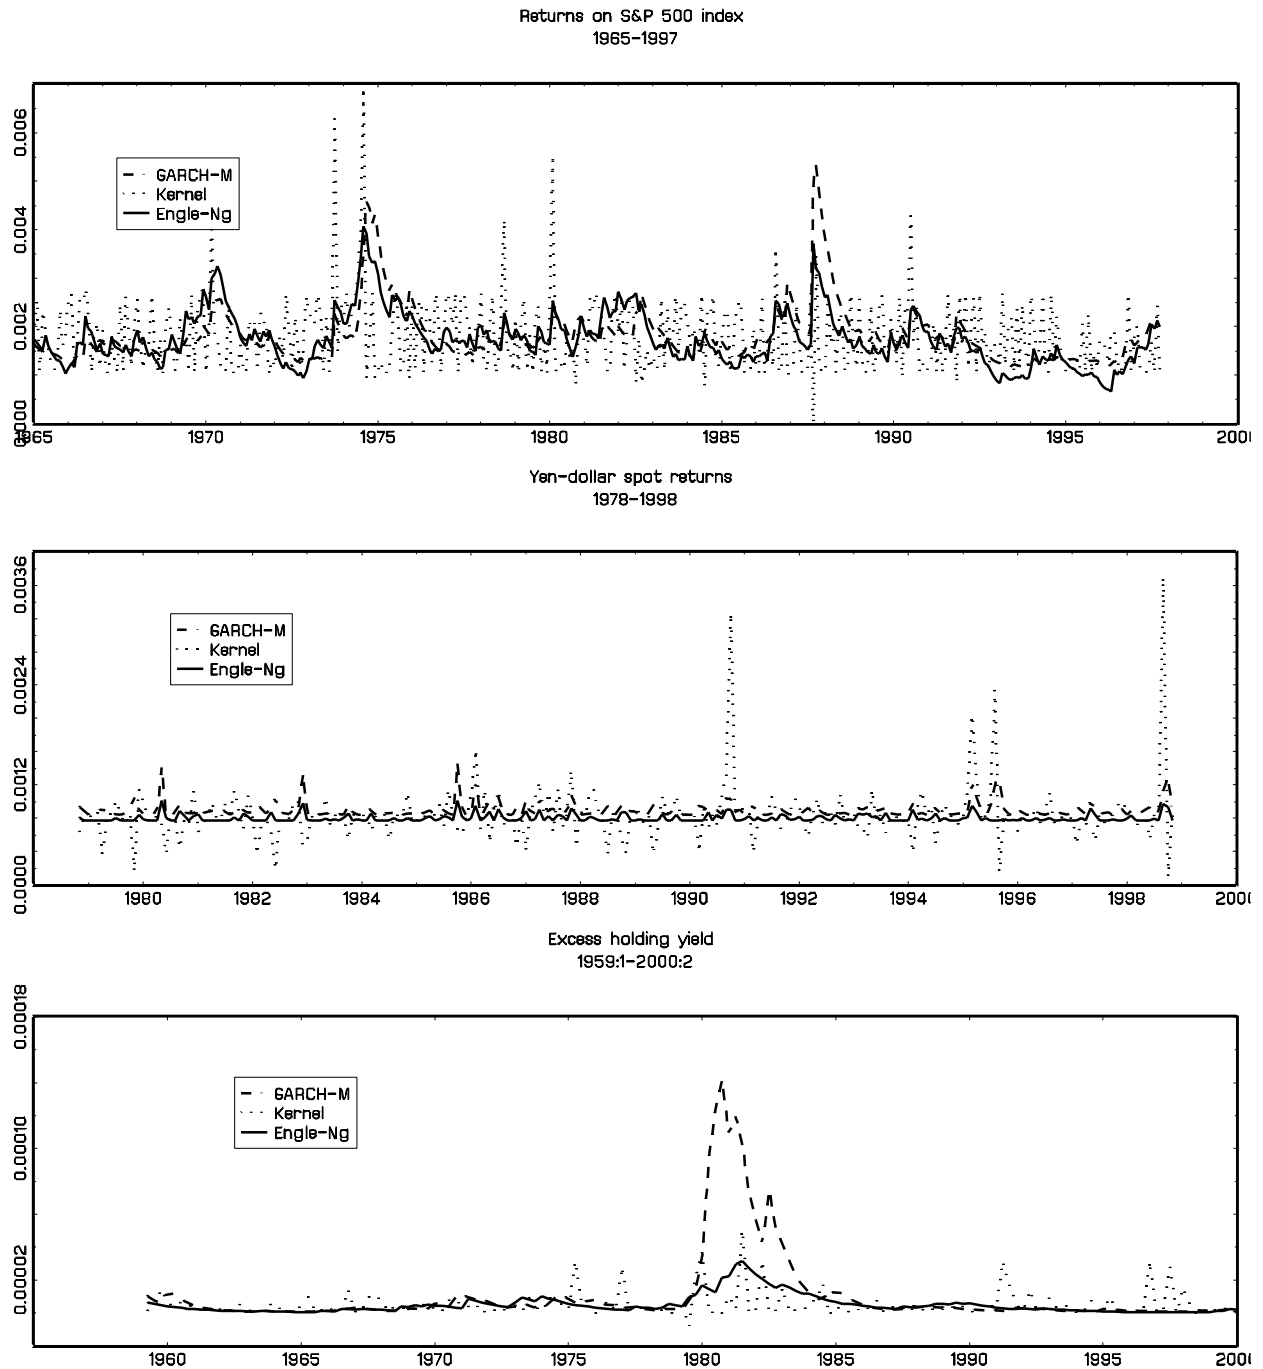 Returns on S&P 500 index
1965-1997
0.006
0.004
0.002
0.000
GARCH-M
Kernel
Engle-Ng
1965 1970 1975 1980 1985 1990 1995 200
Yen-dollar spot returns
1978-1998
0.0036
0.0024
0.0012
0.0000
GARCH-M
Kernel
Engle-Ng
1980 1982 1984 1986 1988 1990 1992 1994 1996 1998 200
Excess holding yield
1959:1-2000:2
0.00018
0.00010
0.00002
GARCH-M
Kernel
Engle-Ng
1960 1965 1970 1975 1980 1985 1990 1995 200